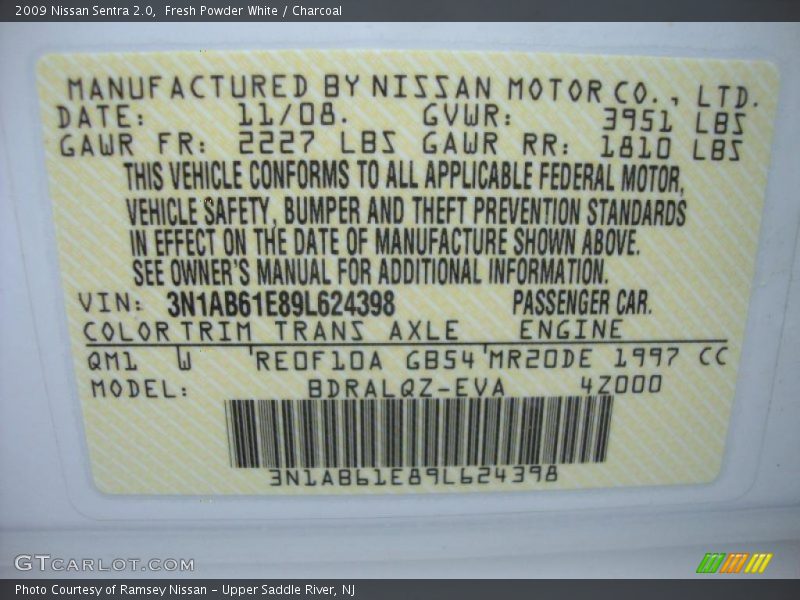 2009 Nissan Sentra 2.0,  Fresh Powder White / Charcoal
MANUFACTURED BY NISSAN MOTOR CO., LTD.
DATE: 11/08. GVWR: 3951 LBS
GAWR FR: 2227 LBS GAWR RR: 1810 LBS
THIS VEHICLE CONFORMS TO ALL APPLICABLE FEDERAL MOTOR,
VEHICLE SAFETY, BUMPER AND THEFT PREVENTION STANDARDS
IN EFFECT ON THE DATE OF MANUFACTURE SHOWN ABOVE.
SEE OWNER'S MANUAL FOR ADDITIONAL INFORMATION.
VIN: 3N1AB61E89L624398 PASSENGER CAR.
COLOR TRIM TRANS AXLE ENGINE
QM1 W 'RE0F10A GB54'MR20DE 1997 CC
MODEL: BDRALQZ-EVA 4Z000
3N1AB61E89L624398
GTCARLOT.COM
Photo Courtesy of Ramsey Nissan - Upper Saddle River, NJ